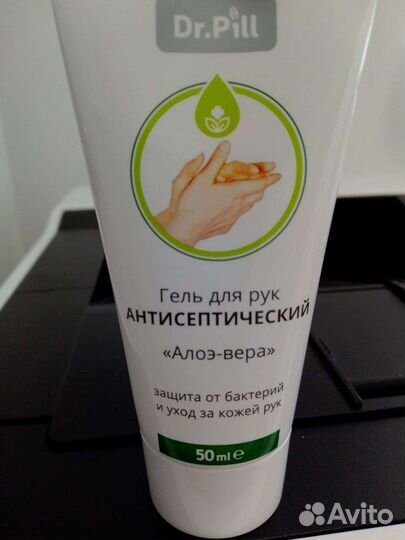 Dr.Pill
Гель для рук
АНТИСЕПТИЧЕСКИЙ
«Алоэ-вера»
защита от бактерий
и уход за кожей рук
50 ml e
Avito